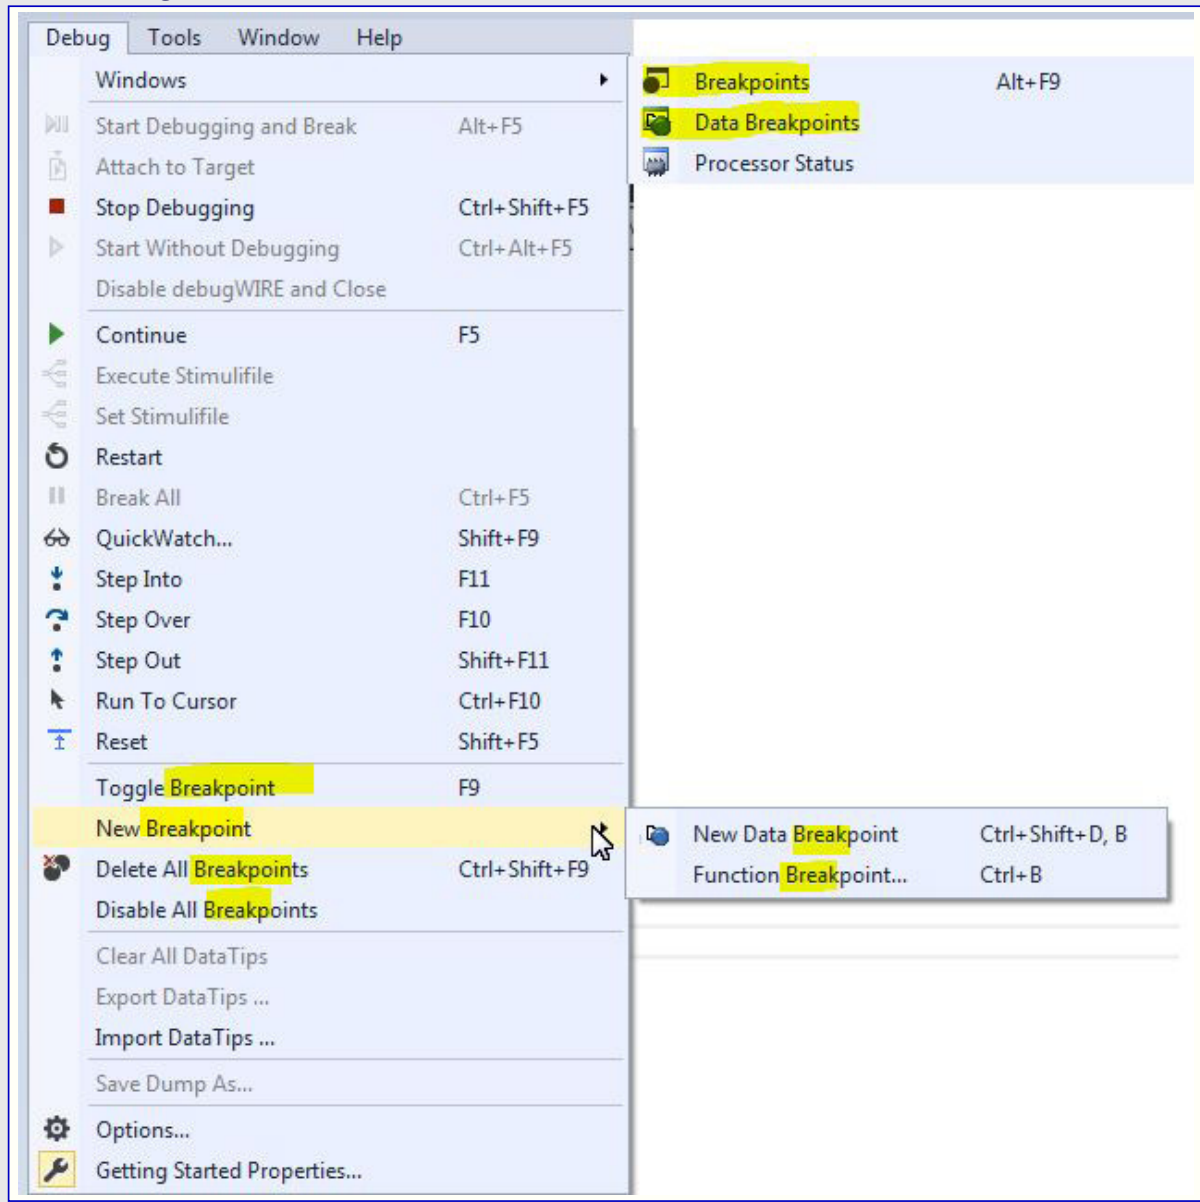 Debug Tools Window Help
Windows
Start Debugging and Break Alt+F5
Attach to Target
Stop Debugging Ctrl+Shift+F5
Start Without Debugging Ctrl+Alt+F5
Disable debugWIRE and Close
Continue F5
Execute Stimulifile
Set Stimulifile
Restart
Break All Ctrl+F5
QuickWatch... Shift+F9
Step Into F11
Step Over F10
Step Out Shift+F11
Run To Cursor Ctrl+F10
Reset Shift+F5
Toggle Breakpoint F9
New Breakpoint
Delete All Breakpoints Ctrl+Shift+F9
Disable All Breakpoints
Clear All DataTips
Export DataTips ...
Import DataTips ...
Save Dump As...
Options...
Getting Started Properties...
Breakpoints Alt+F9
Data Breakpoints
Processor Status
New Data Breakpoint Ctrl+Shift+D, B
Function Breakpoint... Ctrl+B